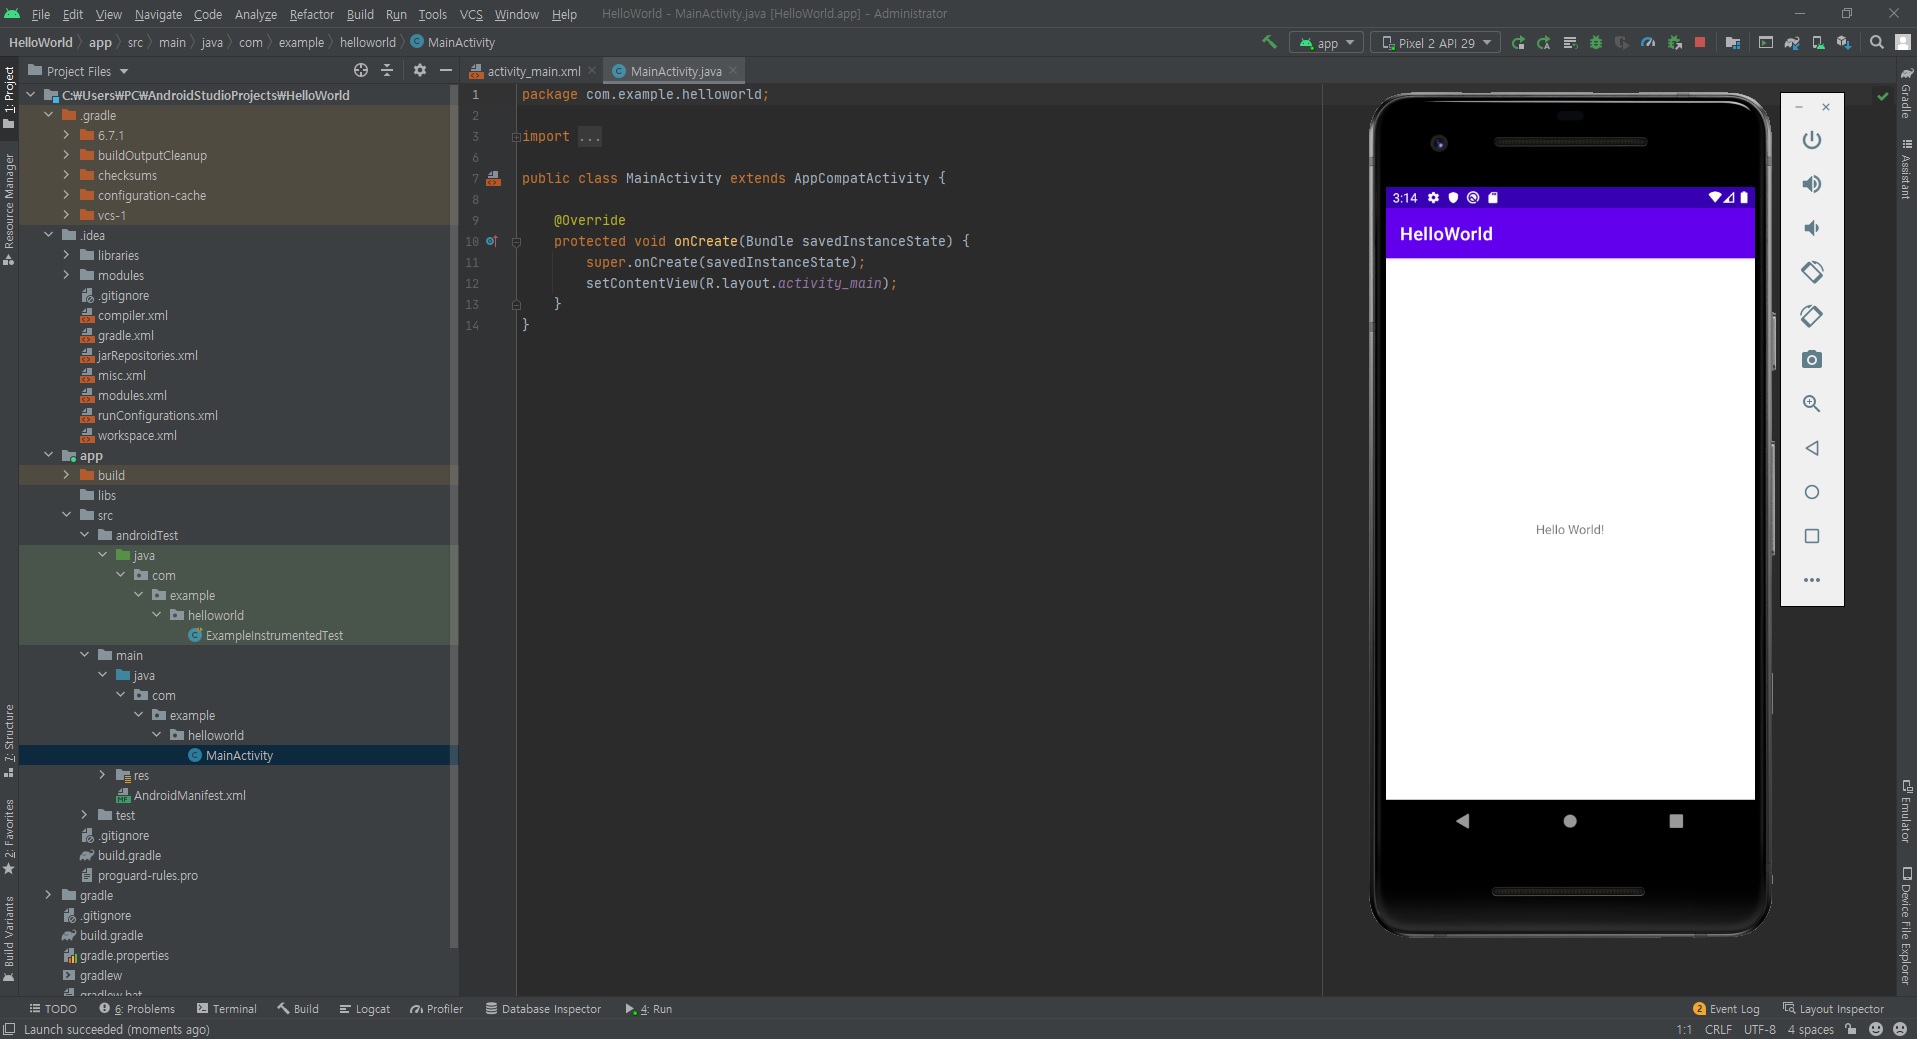 File Edit View Navigate Code Analyze Refactor Build Run Tools VCS Window Help HelloWorld - MainActivity.java [HelloWorld.app] - Administrator
HelloWorld app src main java com example helloworld MainActivity app Pixel 2 API 29
1: Project
Resource Manager
7: Structure
2: Favorites
Build Variants
Project Files
C:₩Users₩PC₩AndroidStudioProjects₩HelloWorld
.gradle
6.7.1
buildOutputCleanup
checksums
configuration-cache
vcs-1
.idea
libraries
modules
.gitignore
compiler.xml
gradle.xml
jarRepositories.xml
misc.xml
modules.xml
runConfigurations.xml
workspace.xml
app
build
libs
src
androidTest
java
com
example
helloworld
ExampleInstrumentedTest
main
java
com
example
helloworld
MainActivity
res
AndroidManifest.xml
test
.gitignore
build.gradle
proguard-rules.pro
gradle
.gitignore
build.gradle
gradle.properties
gradlew
gradlew.bat
activity_main.xml MainActivity.java
1 package com.example.helloworld;
2
3 import ...
6
7 public class MainActivity extends AppCompatActivity {
8
9 @Override
10 protected void onCreate(Bundle savedInstanceState) {
11 super.onCreate(savedInstanceState);
12 setContentView(R.layout.activity_main);
13 }
14 }
3:14
HelloWorld
Hello World!
Gradle
Assistant
Emulator
Device File Explorer
TODO 6: Problems Terminal Build Logcat Profiler Database Inspector 4: Run 2 Event Log Layout Inspector
Launch succeeded (moments ago) 1:1 CRLF UTF-8 4 spaces